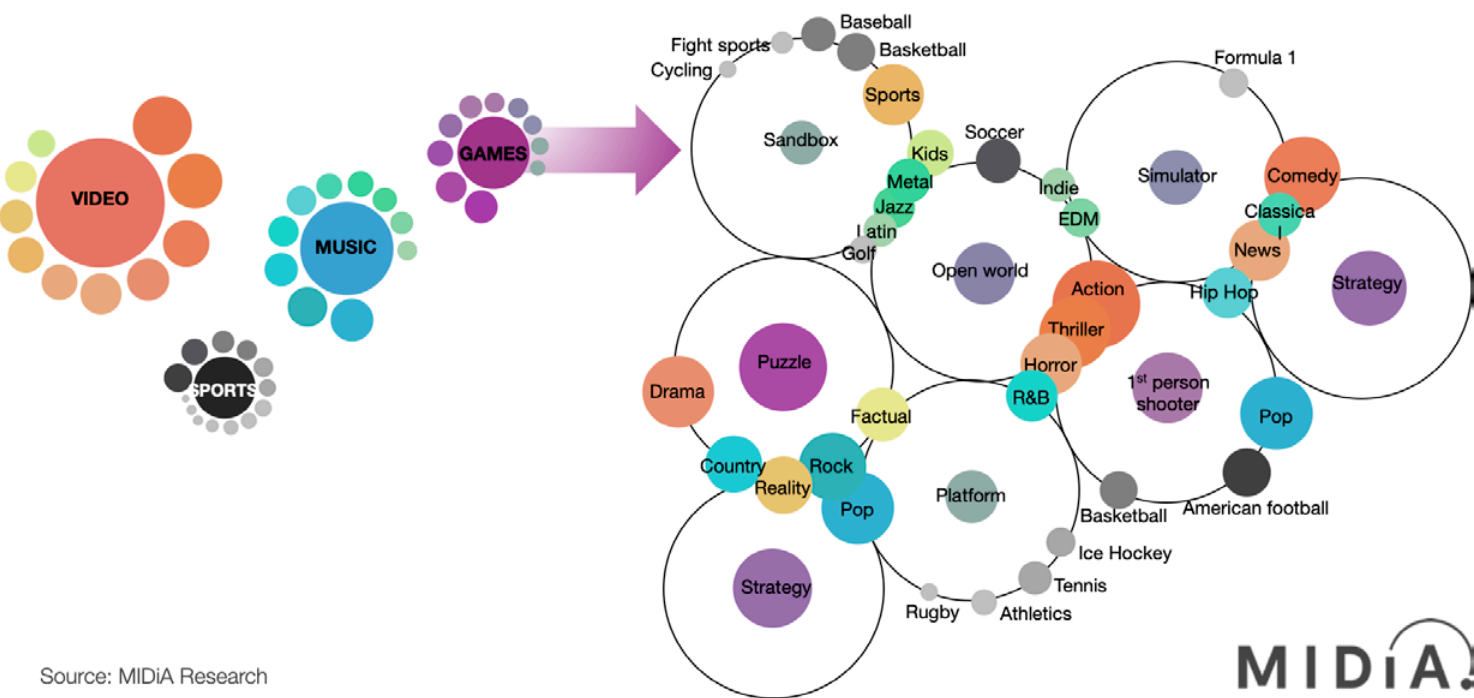 VIDEO
MUSIC
SPORTS
GAMES
Baseball
Fight sports
Basketball
Cycling
Sports
Sandbox
Kids
Metal
Jazz
Latin
Golf
Soccer
Indie
EDM
Open world
Formula 1
Simulator
Comedy
Classica
l
News
Hip Hop
Strategy
Action
Thriller
Horror
R&B
1st person
shooter
Pop
American football
Basketball
Puzzle
Drama
Factual
Country
Reality
Rock
Pop
Platform
Ice Hockey
Tennis
Athletics
Rugby
Strategy
Source: MIDiA Research
MIDiA